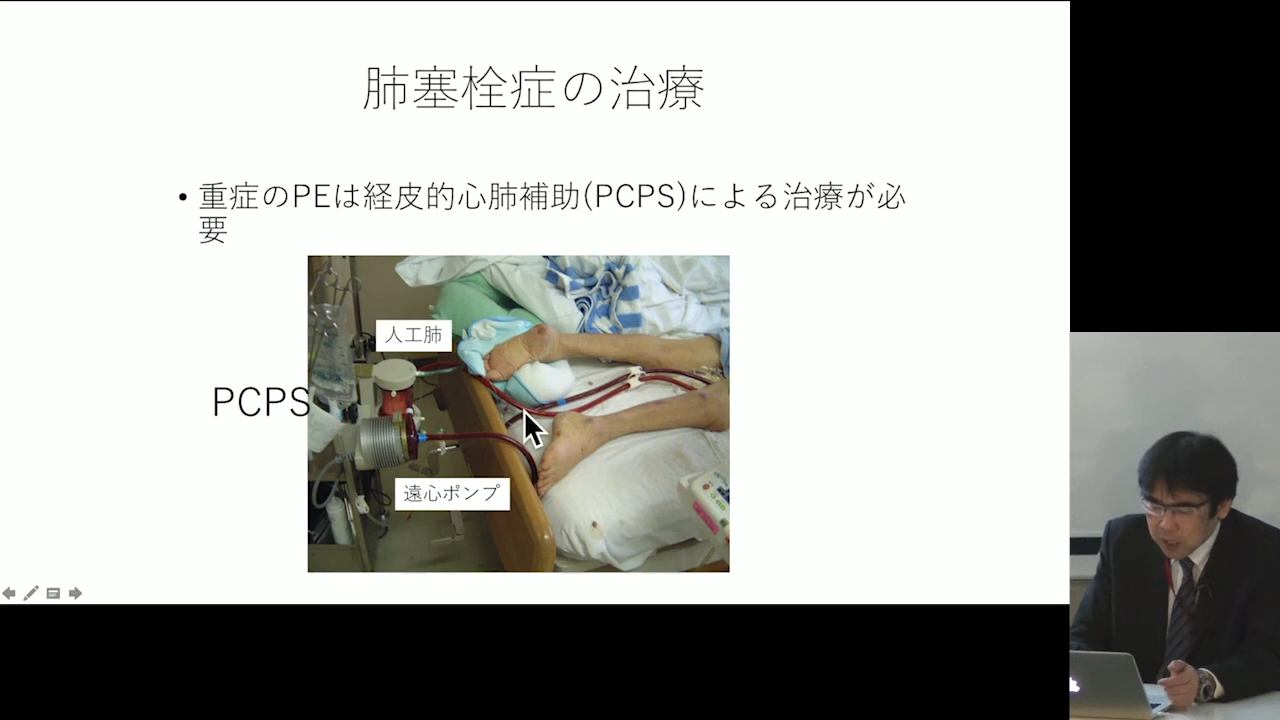 肺塞栓症の治療
• 重症のPEは経皮的心肺補助(PCPS)による治療が必
要
人工肺
PCPS
遠心ポンプ